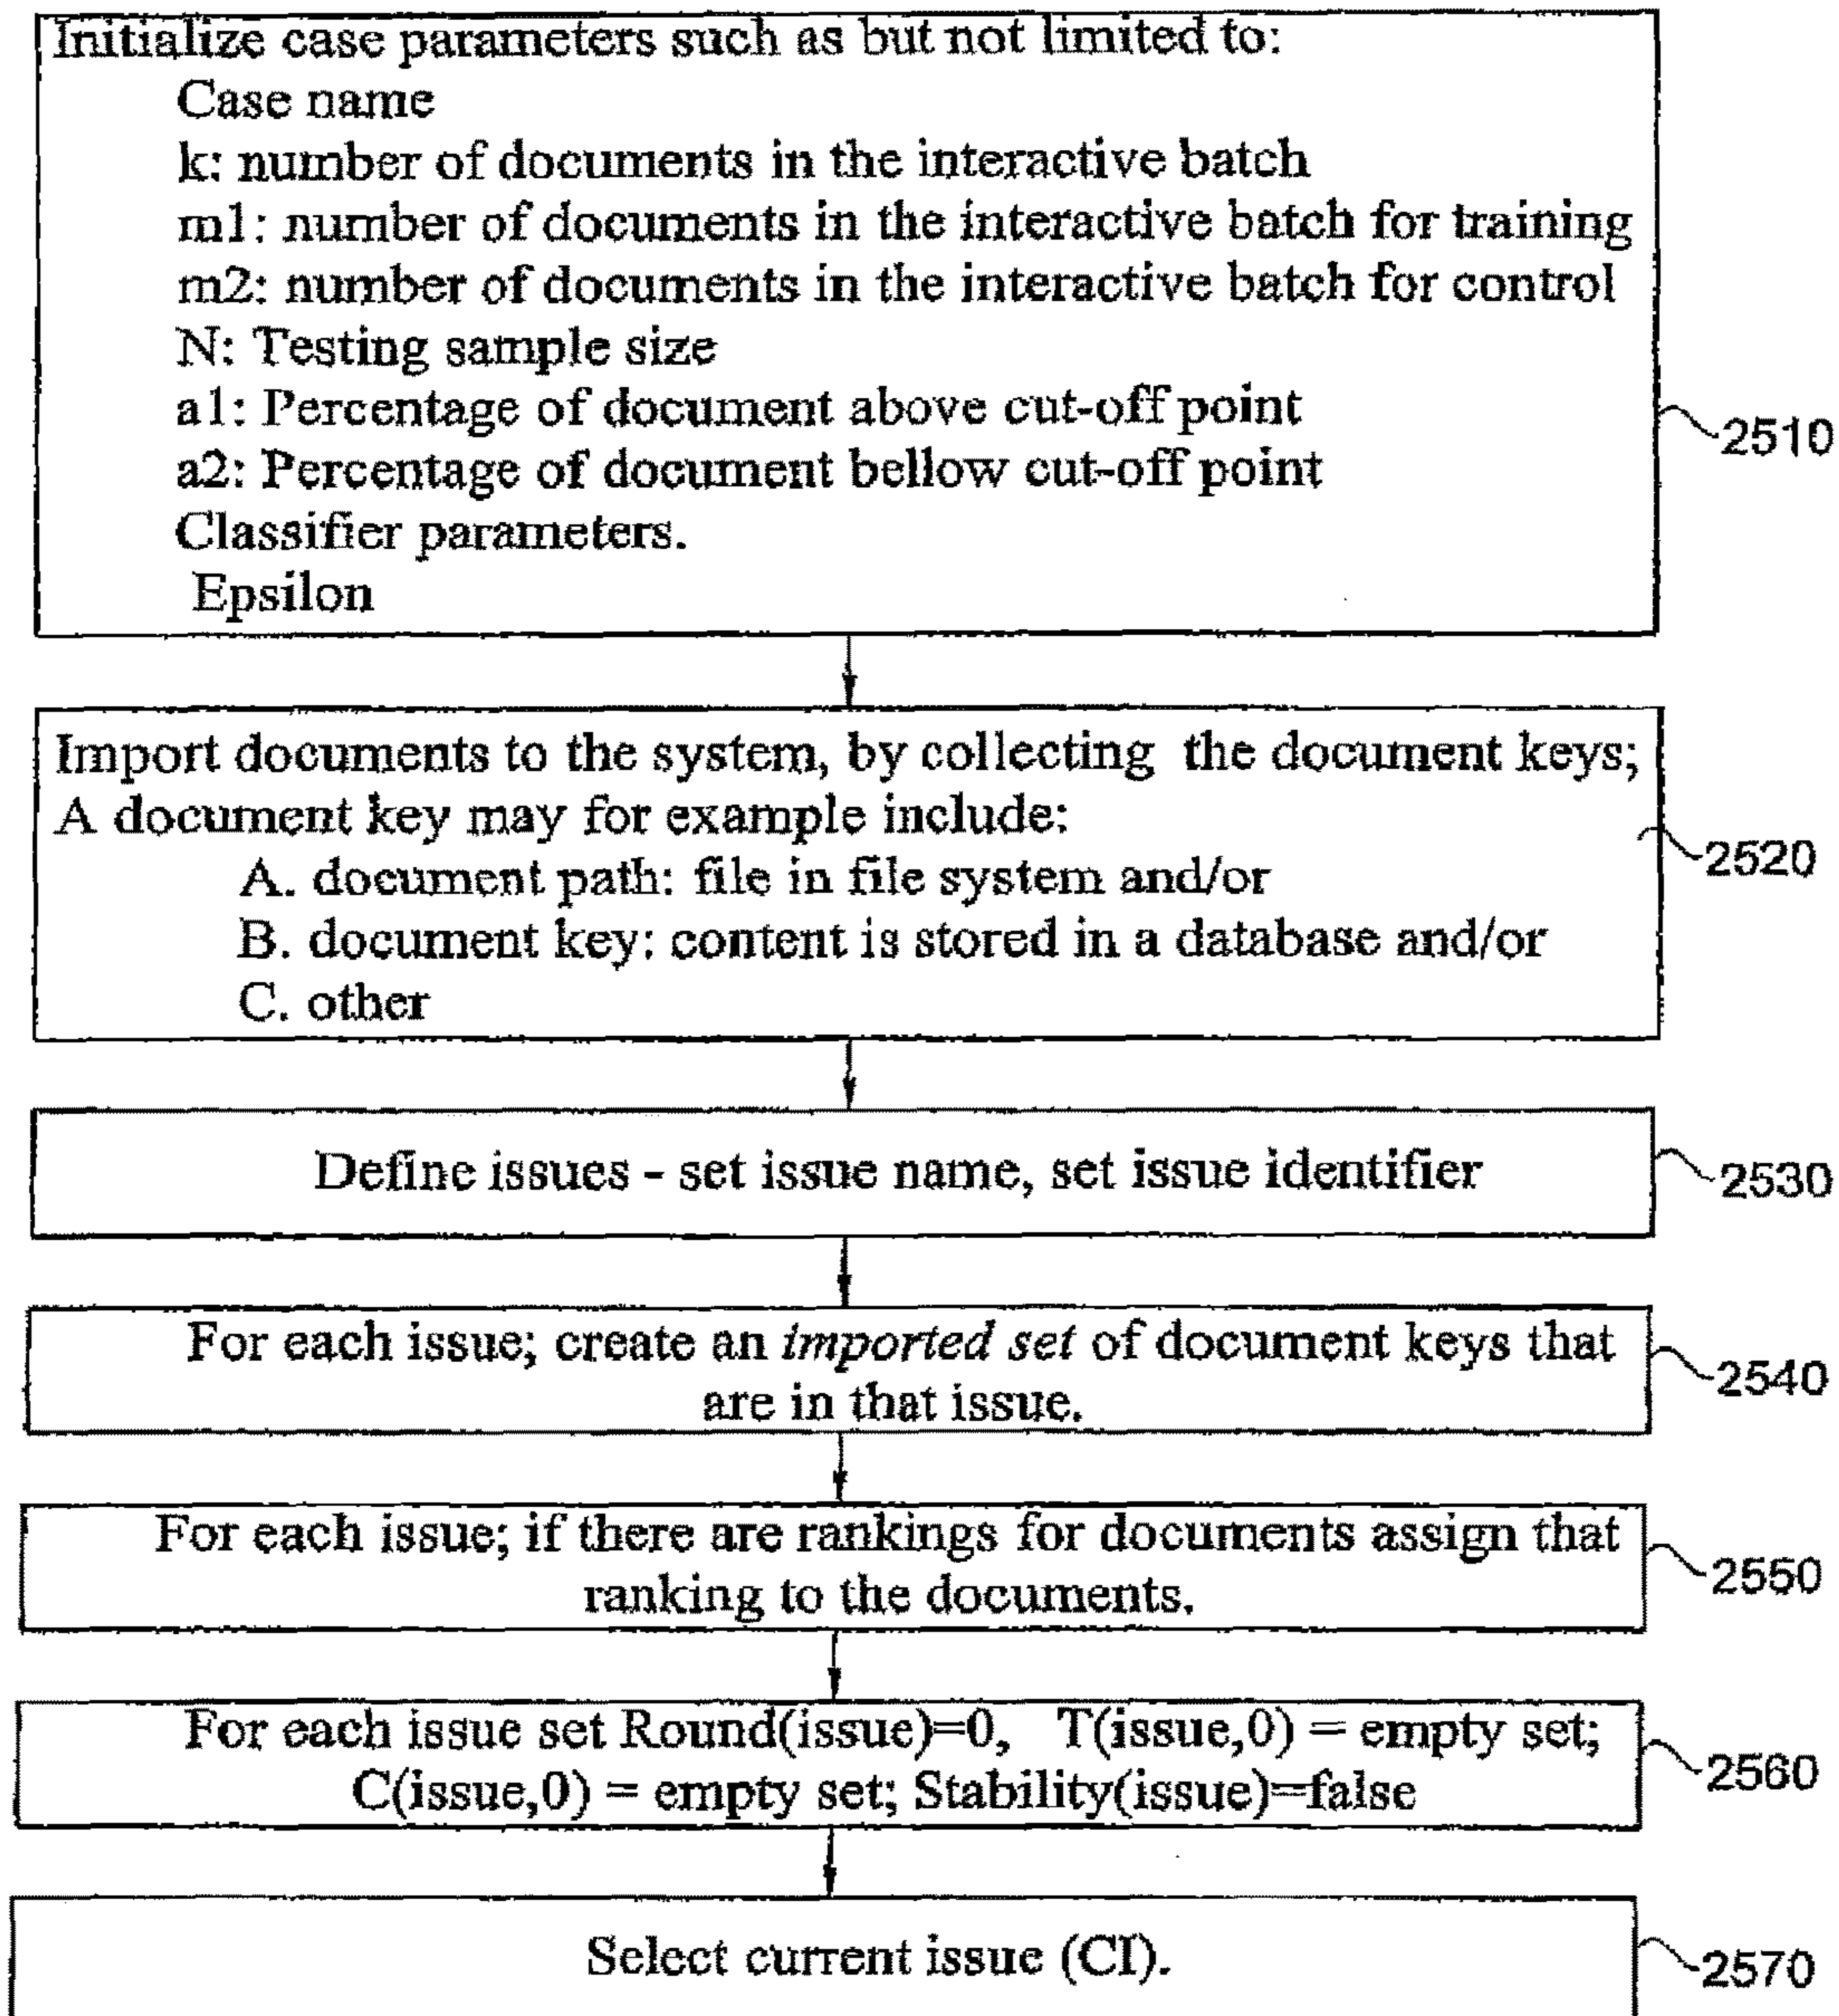 Initialize case parameters such as but not limited to:
Case name
k: number of documents in the interactive batch
m1: number of documents in the interactive batch for training
m2: number of documents in the interactive batch for control
N: Testing sample size
a1: Percentage of document above cut-off point
a2: Percentage of document bellow cut-off point
Classifier parameters.
Epsilon
2510
Import documents to the system, by collecting the document keys;
A document key may for example include:
A. document path: file in file system and/or
B. document key: content is stored in a database and/or
C. other
2520
Define issues - set issue name, set issue identifier
2530
For each issue; create an imported set of document keys that
are in that issue.
2540
For each issue; if there are rankings for documents assign that
ranking to the documents.
2550
For each issue set Round(issue)=0, T(issue,0) = empty set;
C(issue,0) = empty set; Stability(issue)=false
2560
Select current issue (CI).
2570